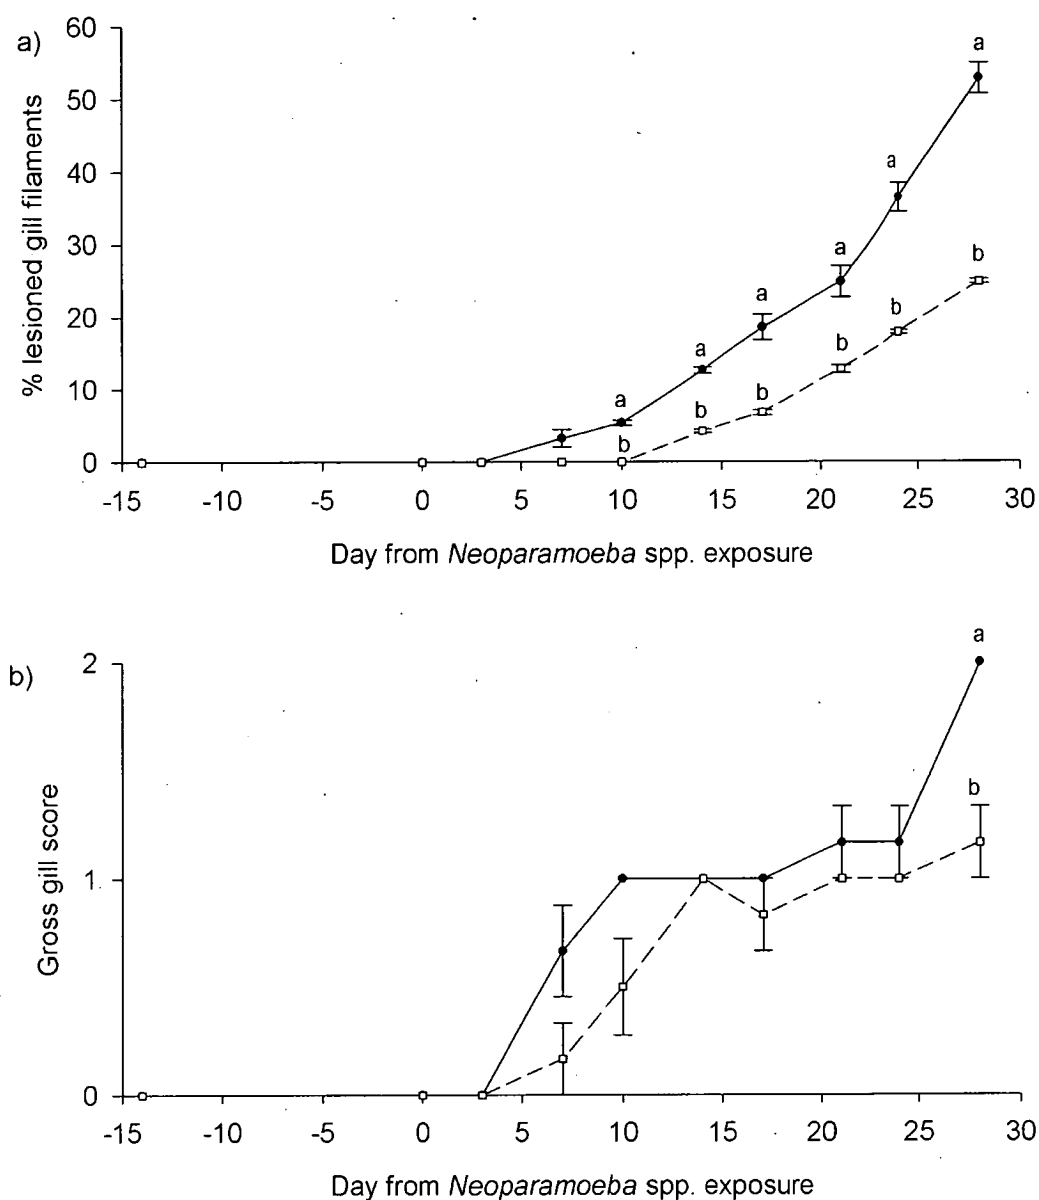 a)
60
50
40
30
20
10
0
% lesioned gill filaments
a
a
a
a
a
a
b
b
b
b
b
b
-15 -10 -5 0 5 10 15 20 25 30
Day from Neoparamoeba spp. exposure
b)
2
1
0
Gross gill score
a
b
-15 -10 -5 0 5 10 15 20 25 30
Day from Neoparamoeba spp. exposure